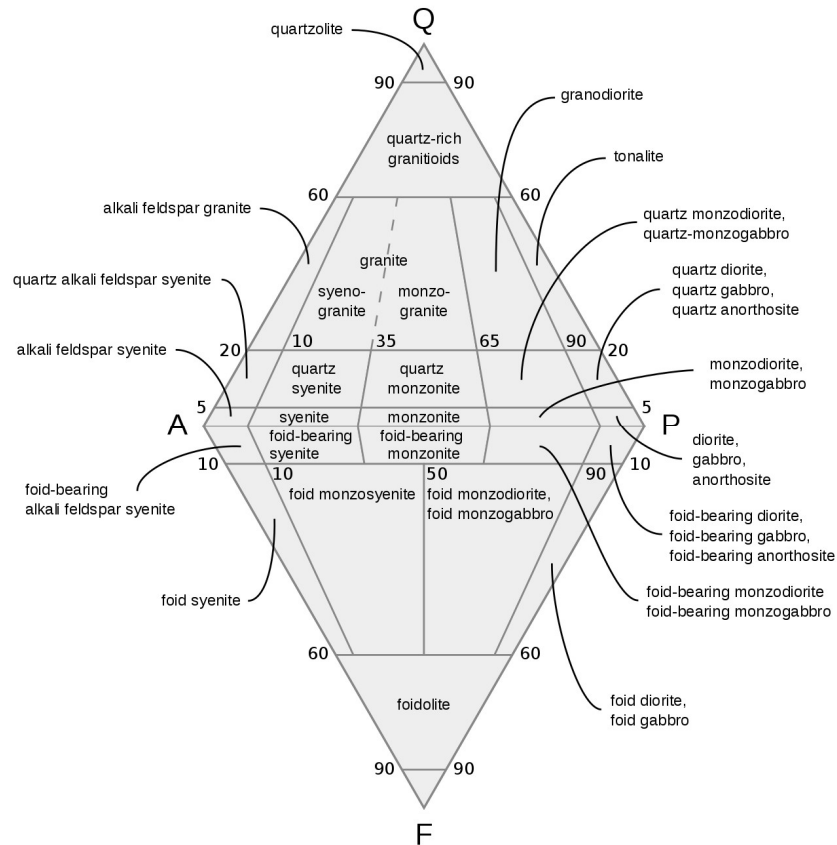 Q
quartzolite
90
90
granodiorite
quartz-rich
granitioids
tonalite
60
60
alkali feldspar granite
quartz monzodiorite,
quartz-monzogabbro
granite
quartz alkali feldspar syenite
quartz diorite,
quartz gabbro,
quartz anorthosite
syeno-
granite
monzo-
granite
alkali feldspar syenite
20
10
35
65
90
20
quartz
syenite
quartz
monzonite
monzodiorite,
monzogabbro
5
5
A
syenite
monzonite
P
foid-bearing
syenite
foid-bearing
monzonite
diorite,
gabbro,
anorthosite
10
10
50
90
10
foid-bearing
alkali feldspar syenite
foid monzosyenite
foid monzodiorite,
foid monzogabbro
foid-bearing diorite,
foid-bearing gabbro,
foid-bearing anorthosite
foid syenite
foid-bearing monzodiorite
foid-bearing monzogabbro
60
60
foidolite
foid diorite,
foid gabbro
90
90
F